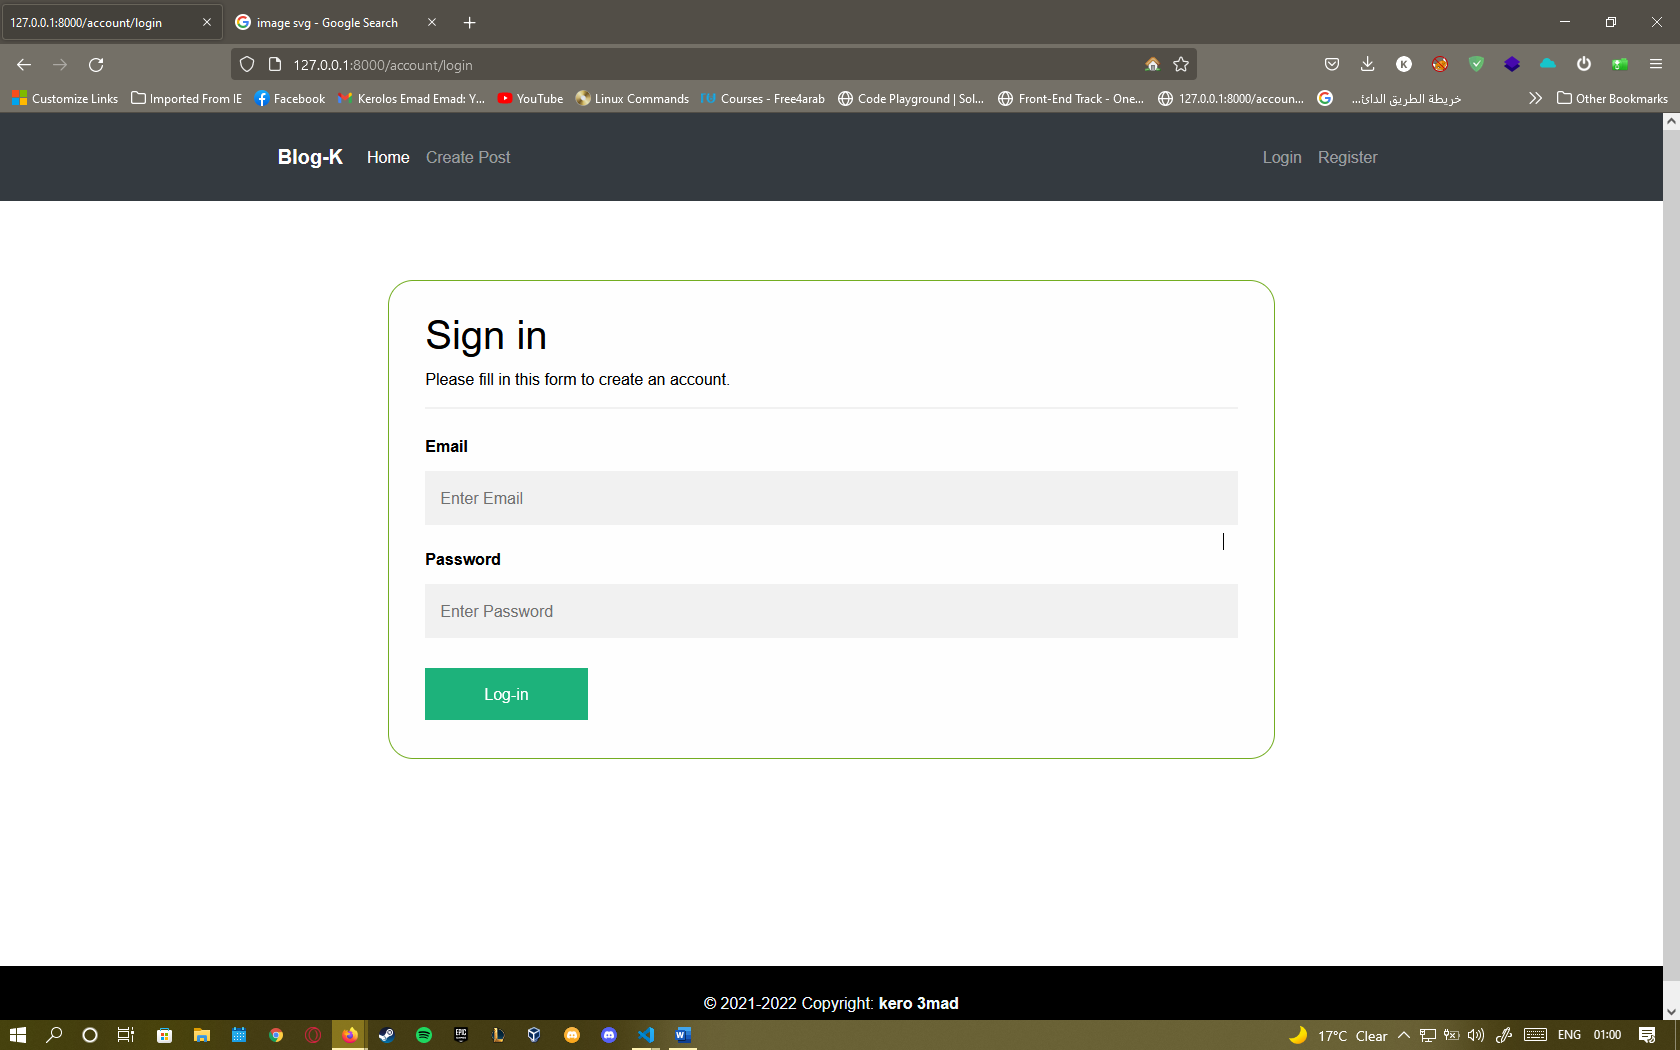 127.0.0.1:8000/account/login
image svg - Google Search
127.0.0.1:8000/account/login
Customize Links
Imported From IE
Facebook
Kerolos Emad Emad: Y...
YouTube
Linux Commands
Courses - Free4arab
Code Playground | Sol...
Front-End Track - One...
127.0.0.1:8000/accoun...
خريطة الطريق الدائ...
Other Bookmarks
Blog-K
Home
Create Post
Login
Register
Sign in
Please fill in this form to create an account.
Email
Enter Email
Password
Enter Password
Log-in
© 2021-2022 Copyright: kero 3mad
17°C Clear
ENG
01:00